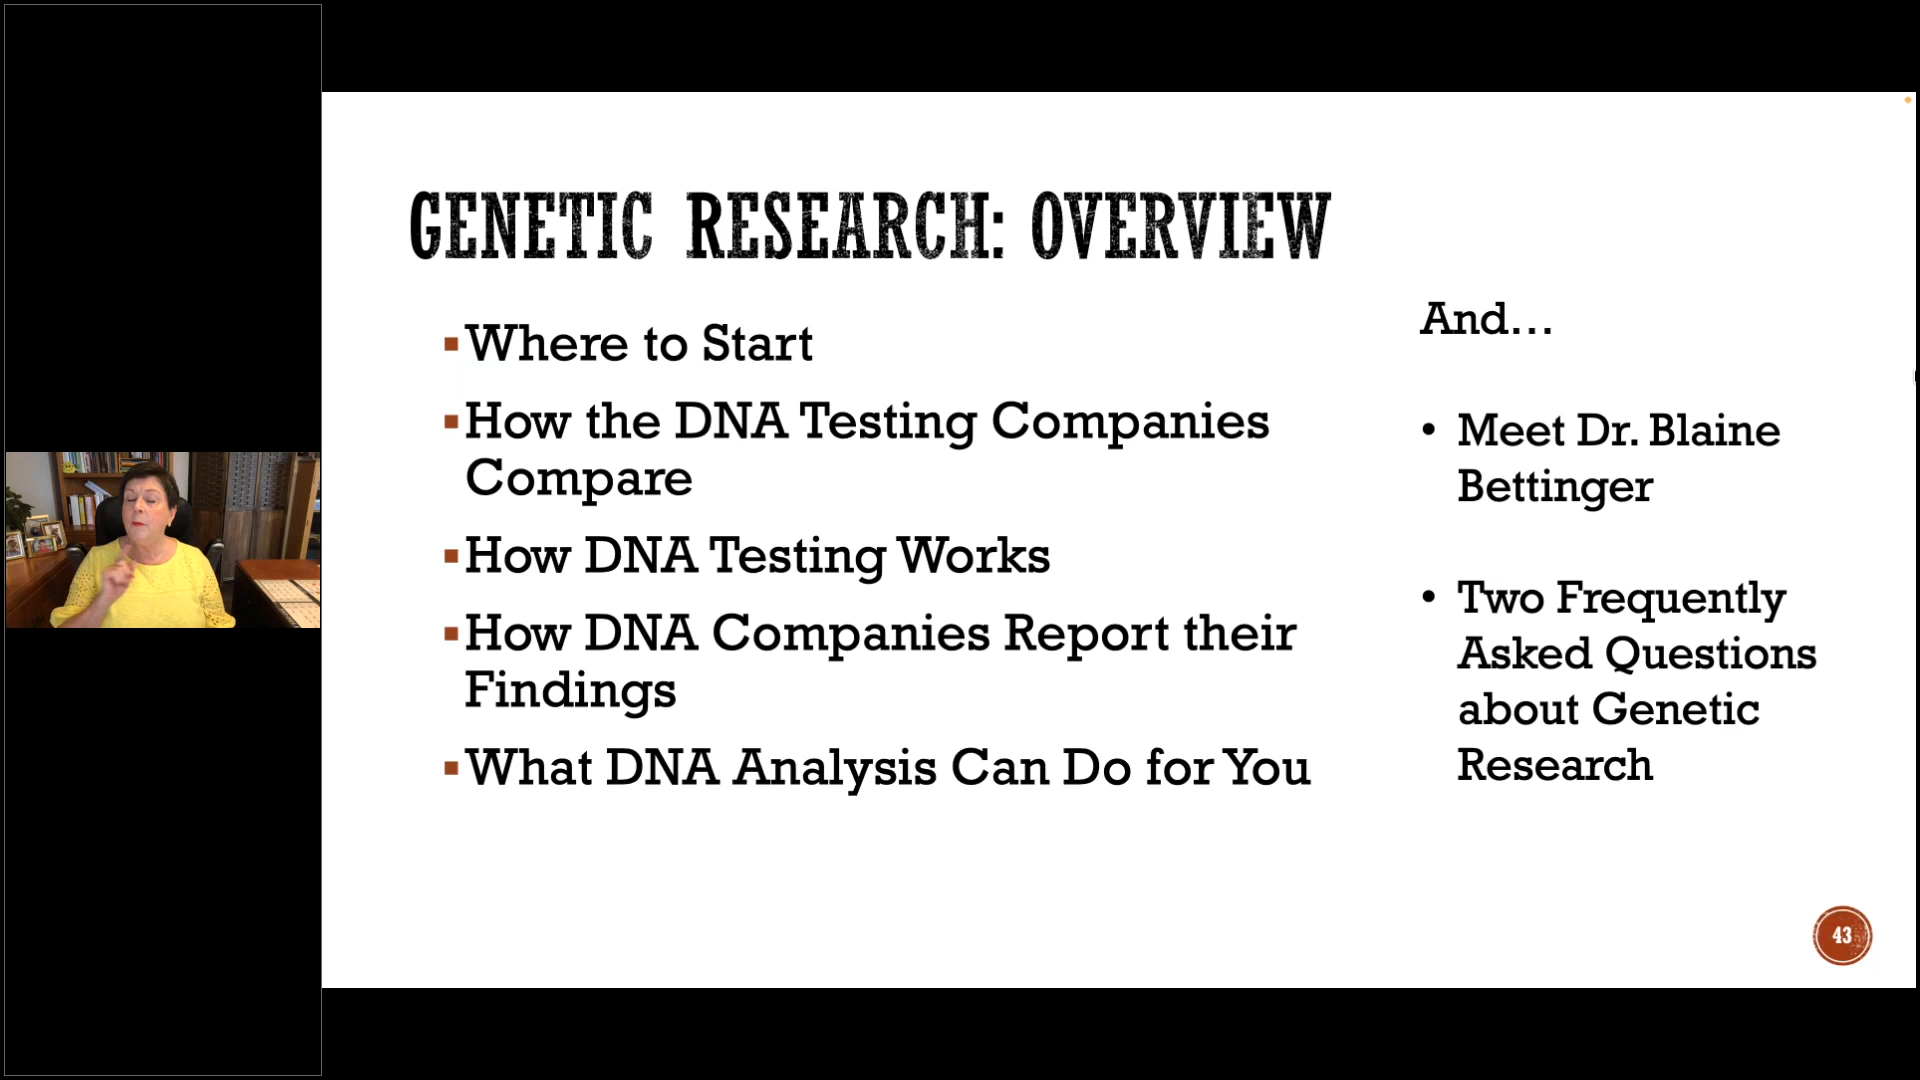 GENETIC RESEARCH: OVERVIEW
▪Where to Start
▪How the DNA Testing Companies
Compare
▪How DNA Testing Works
▪How DNA Companies Report their
Findings
▪What DNA Analysis Can Do for You
And…
• Meet Dr. Blaine
Bettinger
• Two Frequently
Asked Questions
about Genetic
Research
43